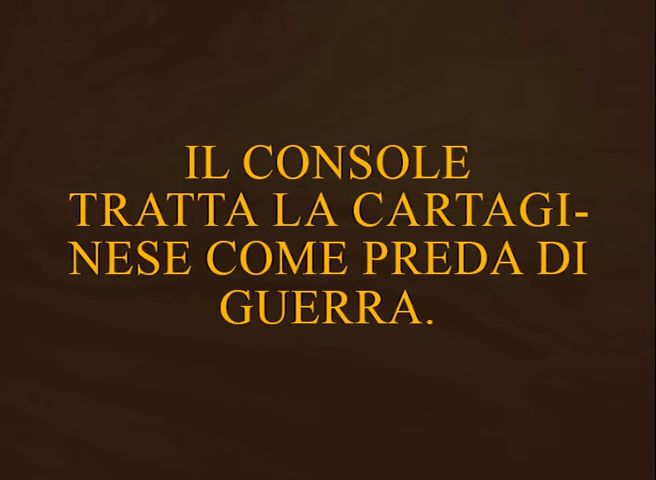 IL CONSOLE
TRATTA LA CARTAGI-
NESE COME PREDA DI
GUERRA.